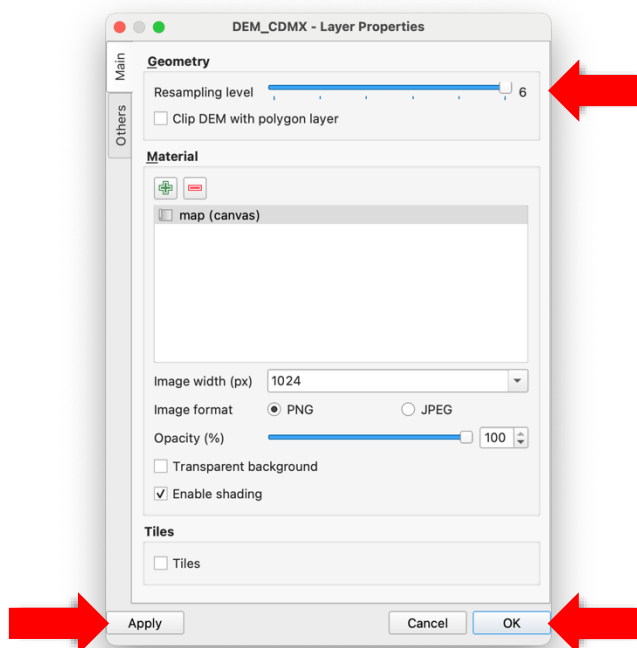 DEM_CDMX - Layer Properties
Main
Others
Geometry
Resampling level 6
Clip DEM with polygon layer
Material
map (canvas)
Image width (px) 1024
Image format PNG JPEG
Opacity (%) 100
Transparent background
Enable shading
Tiles
Tiles
Apply Cancel OK